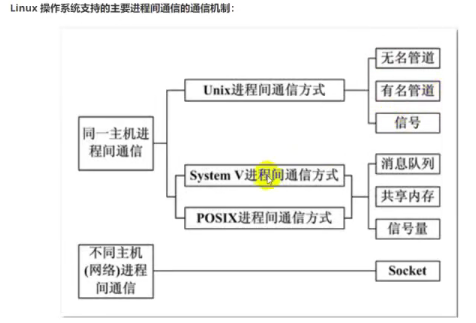 Linux 操作系统支持的主要进程间通信的通信机制：
无名管道
Unix进程间通信方式
有名管道
信号
同一主机进
程间通信
消息队列
System V进程间通信方式
共享内存
POSIX进程间通信方式
信号量
不同主机
(网络)进程
间通信
Socket